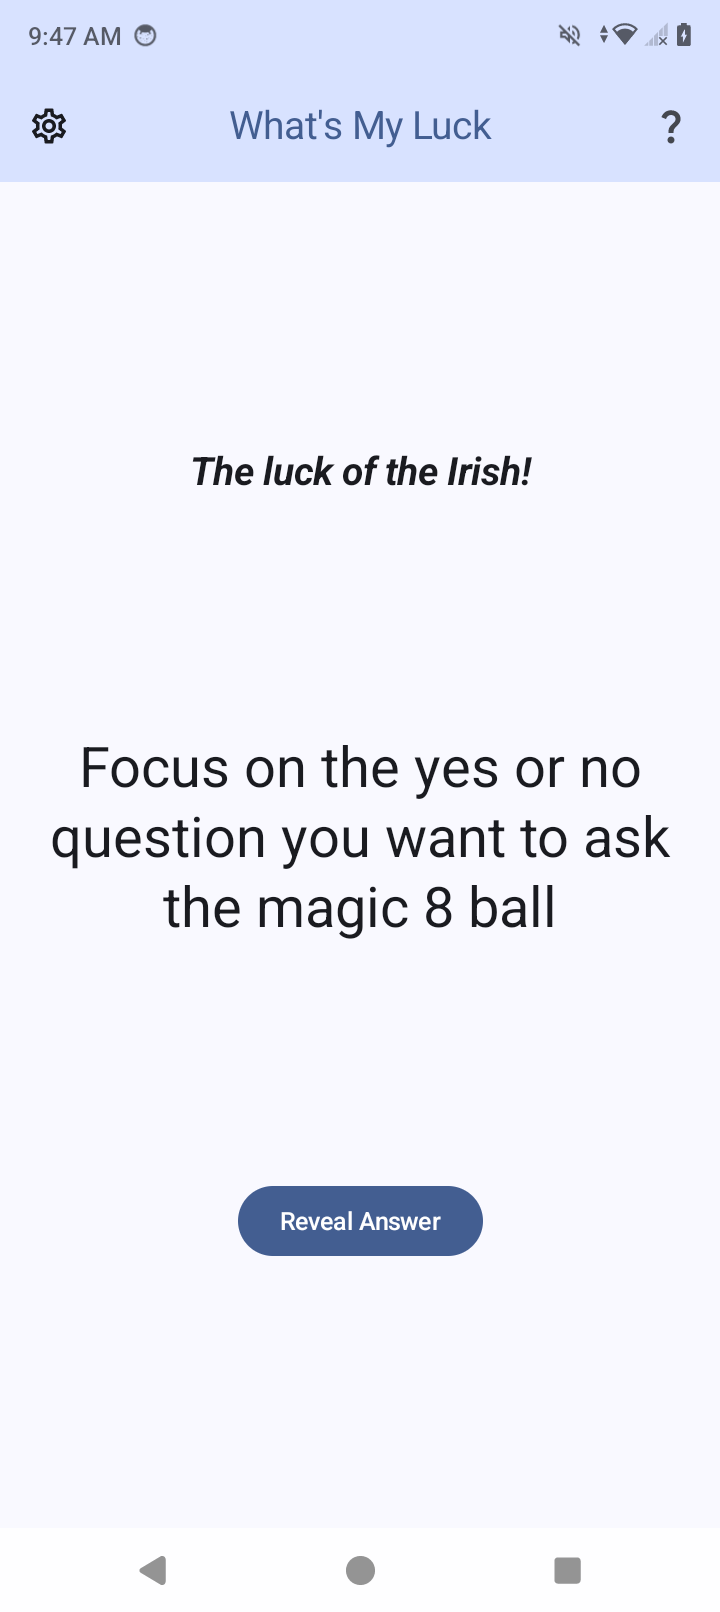 9:47 AM
What's My Luck
?
The luck of the Irish!
Focus on the yes or no
question you want to ask
the magic 8 ball
Reveal Answer